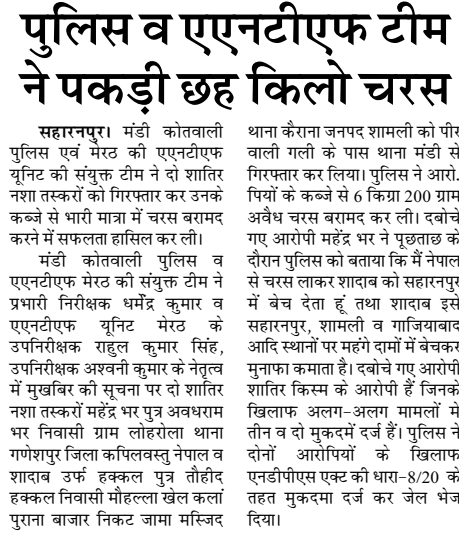 पुलिस व एएनटीएफ टीम
ने पकड़ी छह किलो चरस
सहारनपुर। मंडी कोतवाली
पुलिस एवं मेरठ की एएनटीएफ
यूनिट की संयुक्त टीम ने दो शातिर
नशा तस्करों को गिरफ्तार कर उनके
कब्जे से भारी मात्रा में चरस बरामद
करने में सफलता हासिल कर ली।
मंडी कोतवाली पुलिस व
एएनटीएफ मेरठ की संयुक्त टीम ने
प्रभारी निरीक्षक धर्मेंद्र कुमार व
एएनटीएफ यूनिट मेरठ के
उपनिरीक्षक राहुल कुमार सिंह,
उपनिरीक्षक अश्वनी कुमार के नेतृत्व
में मुखबिर की सूचना पर दो शातिर
नशा तस्करों महेंद्र भर पुत्र अवधराम
भर निवासी ग्राम लोहरोला थाना
गणेशपुर जिला कपिलवस्तु नेपाल व
शादाब उर्फ हक्कल पुत्र तौहीद
हक्कल निवासी मौहल्ला खेल कलां
पुराना बाजार निकट जामा मस्जिद
थाना कैराना जनपद शामली को पीर
वाली गली के पास थाना मंडी से
गिरफ्तार कर लिया। पुलिस ने आरो.
पियों के कब्जे से 6 किग्रा 200 ग्राम
अवैध चरस बरामद कर ली। दबोचे
गए आरोपी महेंद्र भर ने पूछताछ के
दौरान पुलिस को बताया कि मैं नेपाल
से चरस लाकर शादाब को सहारनपुर
में बेच देता हूं तथा शादाब इसे
सहारनपुर, शामली व गाजियाबाद
आदि स्थानों पर महंगे दामों में बेचकर
मुनाफा कमाता है। दबोचे गए आरोपी
शातिर किस्म के आरोपी हैं जिनके
खिलाफ अलग-अलग मामलों मे
तीन व दो मुकदमें दर्ज हैं। पुलिस ने
दोनों आरोपियों के खिलाफ
एनडीपीएस एक्ट की धारा-8/20 के
तहत मुकदमा दर्ज कर जेल भेज
दिया।